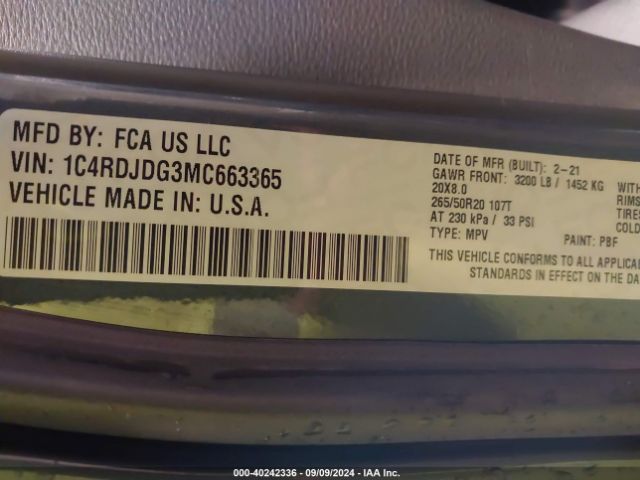 MFD BY: FCA US LLC
VIN: 1C4RDJDG3MC663365
VEHICLE MADE IN: U.S.A.
DATE OF MFR (BUILT): 2-21
GAWR FRONT: 3200 LB / 1452 KG WITH
20X8.0 RIMS
265/50R20 107T TIRE
AT 230 kPa / 33 PSI COLD
TYPE: MPV PAINT: PBF
THIS VEHICLE CONFORMS TO ALL APPLICA
STANDARDS IN EFFECT ON THE DA
000-40242336 - 09/09/2024 - IAA Inc.